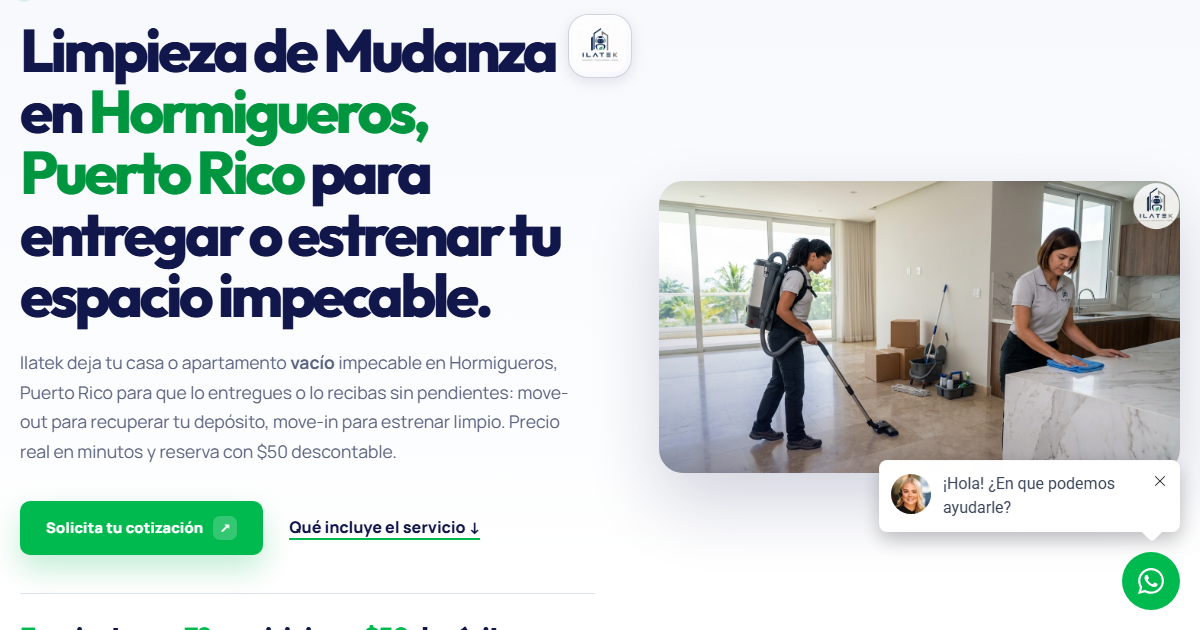 Limpieza de Mudanza
en Hormigueros,
Puerto Rico para
entregar o estrenar tu
espacio impecable.
ILATEK
Ilatek deja tu casa o apartamento vacío impecable en Hormigueros,
Puerto Rico para que lo entregues o lo recibas sin pendientes: move-
out para recuperar tu depósito, move-in para estrenar limpio. Precio
real en minutos y reserva con $50 descontable.
Solicita tu cotización ↗
Qué incluye el servicio ↓
ILATEK
¡Hola! ¿En que podemos
ayudarle?